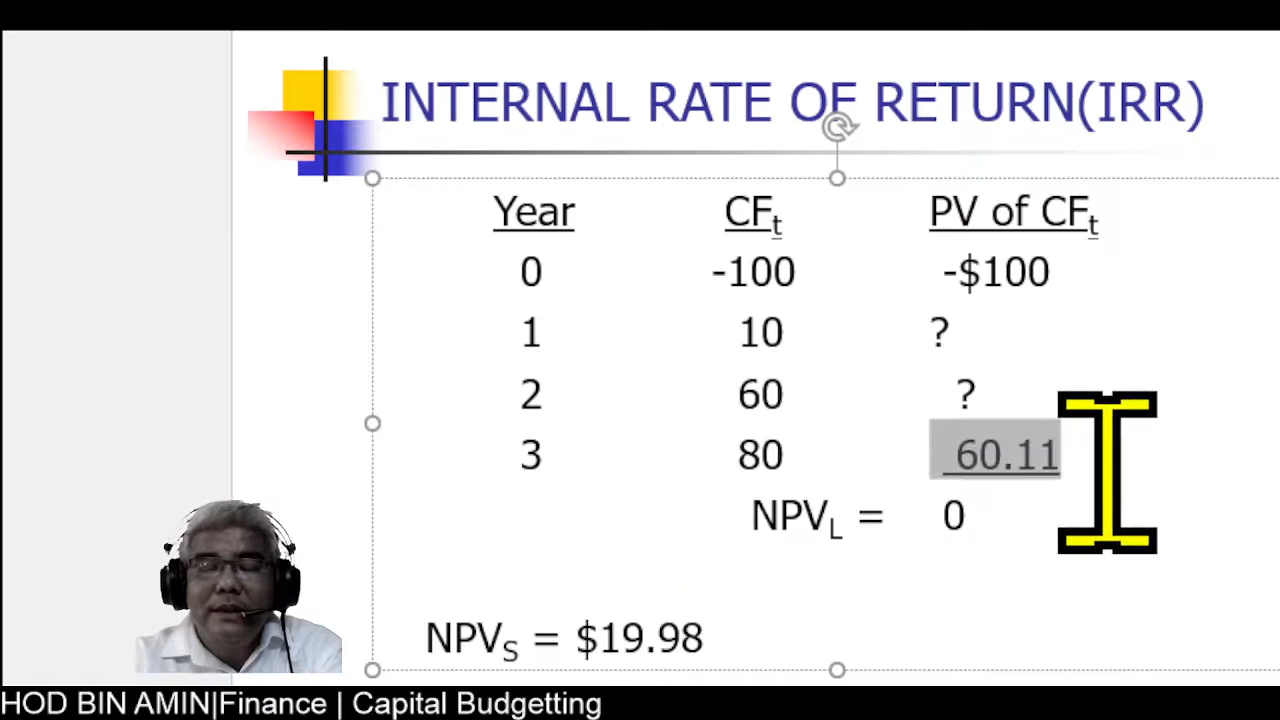 INTERNAL RATE OF RETURN(IRR)
Year CFt PV of CFt
0 -100 -$100
1 10 ?
2 60 ?
3 80 60.11
NPVL = 0
NPVS = $19.98
HOD BIN AMIN|Finance | Capital Budgetting